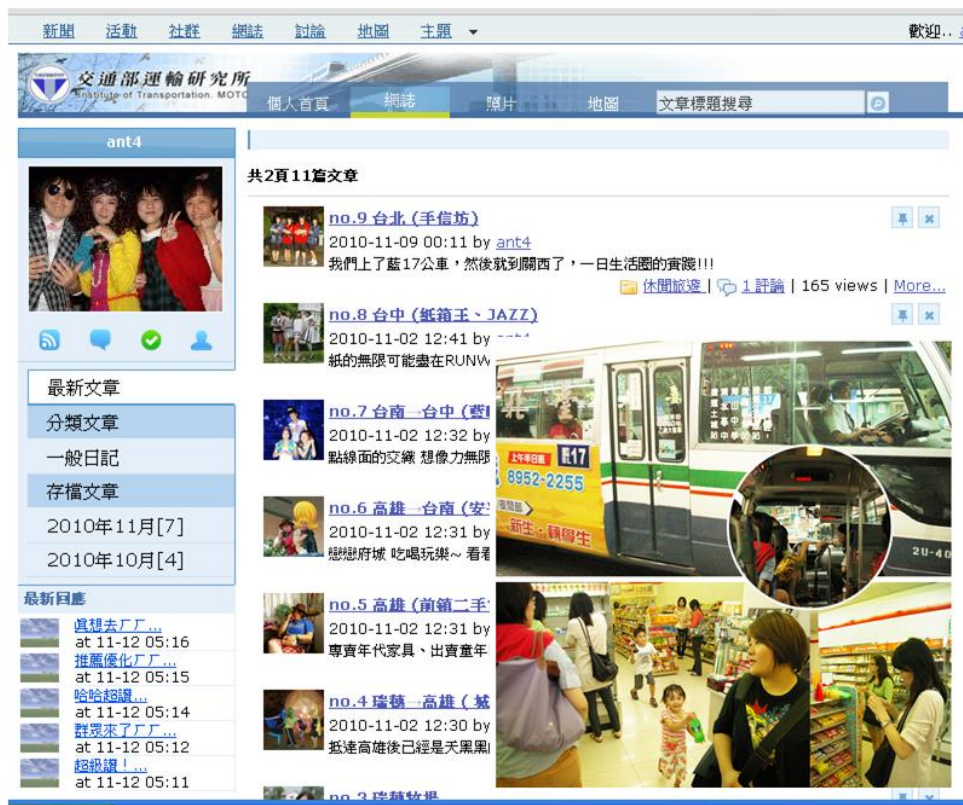 新聞 活動 社群 網誌 討論 地圖 主題
歡迎..
交通部運輸研究所
Institute of Transportation. MOTC
個人首頁 網誌 照片 地圖 文章標題搜尋
ant4
共2頁11篇文章
no.9 台北 (手信坊)
2010-11-09 00:11 by ant4
我們上了藍17公車，然後就到關西了，一日生活圈的實踐!!!
休閒旅遊 | 1 評論 | 165 views | More...
no.8 台中 (紙箱王、JAZZ)
2010-11-02 12:41 by ant4
紙的無限可能盡在RUNW
no.7 台南→台中 (藝
2010-11-02 12:32 by
點線面的交織 想像力無限
no.6 高雄→台南 (安平
2010-11-02 12:31 by
戀戀府城 吃喝玩樂~ 看看
no.5 高雄 (前鎮二手
2010-11-02 12:31 by
專賣年代家具、出賣童年
no.4 瑞穗→高雄 ( 城
2010-11-02 12:30 by
抵達高雄後已經是天黑黑
no.3 瑞穗牧場
最新文章
分類文章
一般日記
存檔文章
2010年11月[7]
2010年10月[4]
最新回應
真想去ㄏㄏ...
at 11-12 05:16
推薦優化ㄏㄏ...
at 11-12 05:15
哈哈超讚...
at 11-12 05:14
群眾來了ㄏㄏ...
at 11-12 05:12
超級讚！...
at 11-12 05:11
上午半日班
藍17
8952-2255
夜間部
新生·轉學生
2U-40